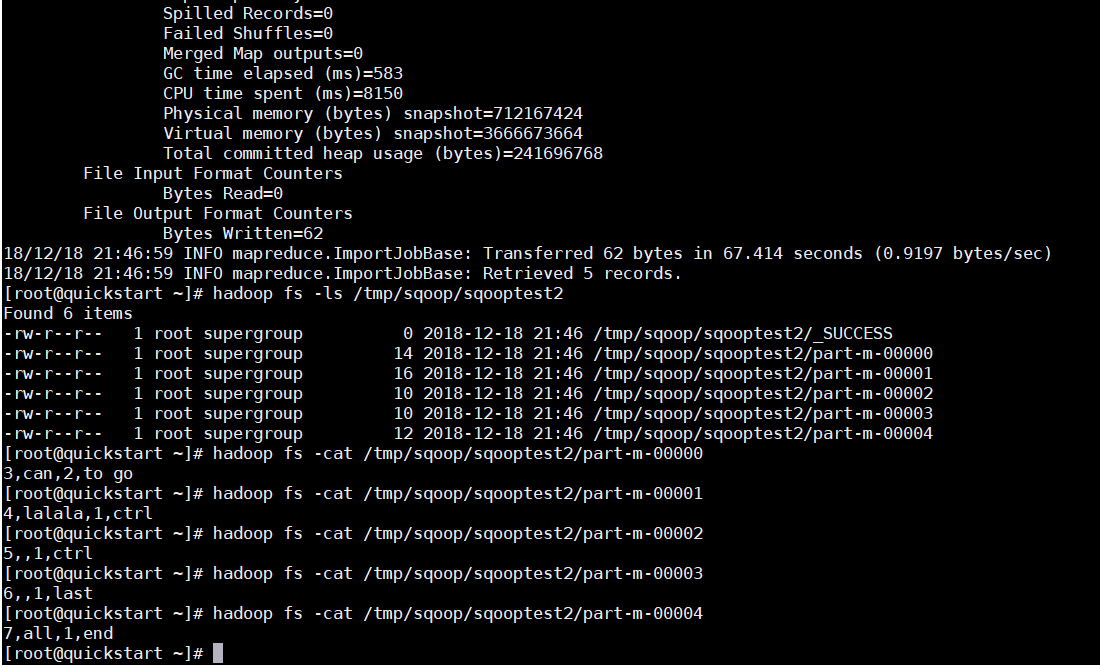 Spilled Records=0
Failed Shuffles=0
Merged Map outputs=0
GC time elapsed (ms)=583
CPU time spent (ms)=8150
Physical memory (bytes) snapshot=712167424
Virtual memory (bytes) snapshot=3666673664
Total committed heap usage (bytes)=241696768
File Input Format Counters
Bytes Read=0
File Output Format Counters
Bytes Written=62
18/12/18 21:46:59 INFO mapreduce.ImportJobBase: Transferred 62 bytes in 67.414 seconds (0.9197 bytes/sec)
18/12/18 21:46:59 INFO mapreduce.ImportJobBase: Retrieved 5 records.
[root@quickstart ~]# hadoop fs -ls /tmp/sqoop/sqooptest2
Found 6 items
-rw-r--r--   1 root supergroup          0 2018-12-18 21:46 /tmp/sqoop/sqooptest2/_SUCCESS
-rw-r--r--   1 root supergroup         14 2018-12-18 21:46 /tmp/sqoop/sqooptest2/part-m-00000
-rw-r--r--   1 root supergroup         16 2018-12-18 21:46 /tmp/sqoop/sqooptest2/part-m-00001
-rw-r--r--   1 root supergroup         10 2018-12-18 21:46 /tmp/sqoop/sqooptest2/part-m-00002
-rw-r--r--   1 root supergroup         10 2018-12-18 21:46 /tmp/sqoop/sqooptest2/part-m-00003
-rw-r--r--   1 root supergroup         12 2018-12-18 21:46 /tmp/sqoop/sqooptest2/part-m-00004
[root@quickstart ~]# hadoop fs -cat /tmp/sqoop/sqooptest2/part-m-00000
3,can,2,to go
[root@quickstart ~]# hadoop fs -cat /tmp/sqoop/sqooptest2/part-m-00001
4,lalala,1,ctrl
[root@quickstart ~]# hadoop fs -cat /tmp/sqoop/sqooptest2/part-m-00002
5,,1,ctrl
[root@quickstart ~]# hadoop fs -cat /tmp/sqoop/sqooptest2/part-m-00003
6,,1,last
[root@quickstart ~]# hadoop fs -cat /tmp/sqoop/sqooptest2/part-m-00004
7,all,1,end
[root@quickstart ~]#